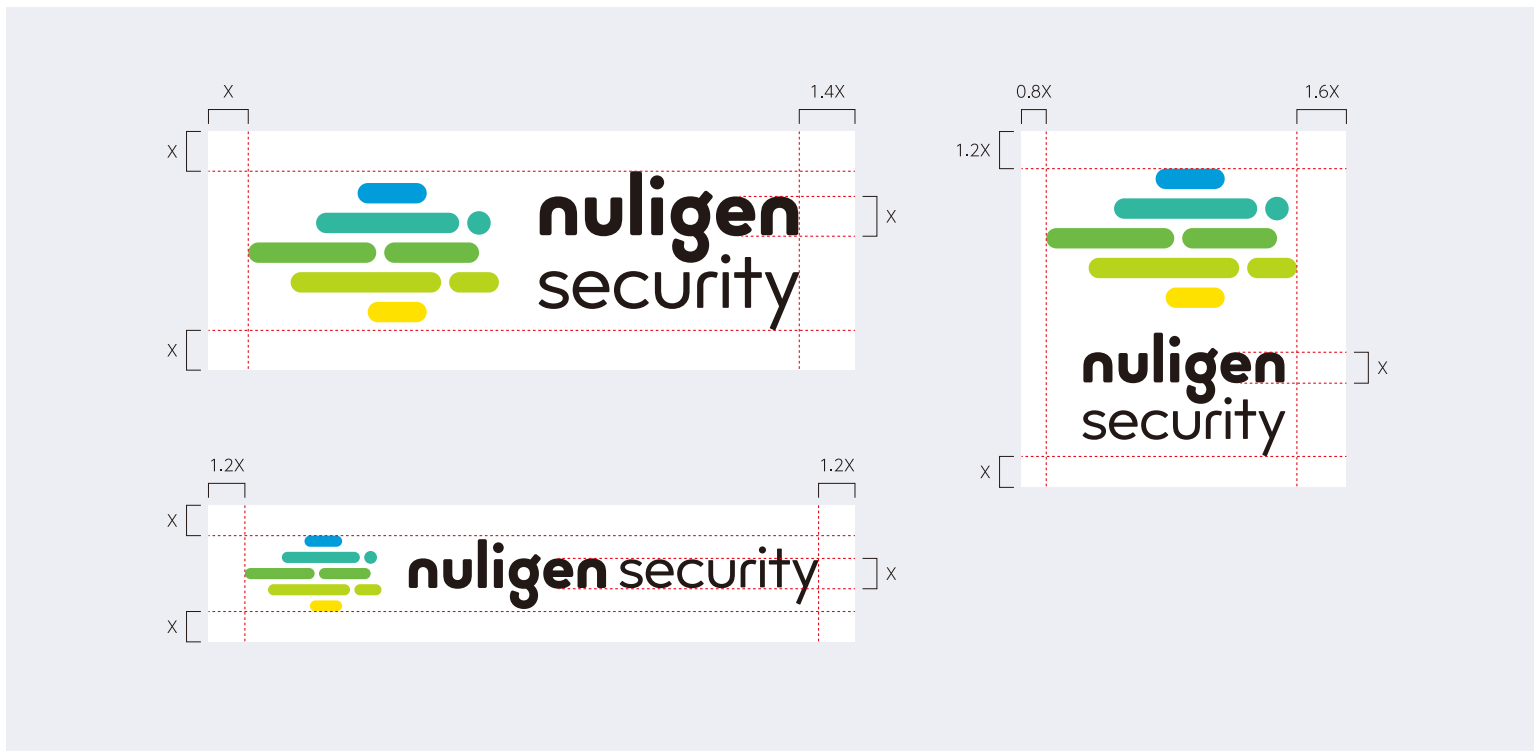 X
1.4X
X
nuligen
security
X
X
0.8X
1.6X
1.2X
nuligen
security
X
X
1.2X
1.2X
X
nuligen security
X
X